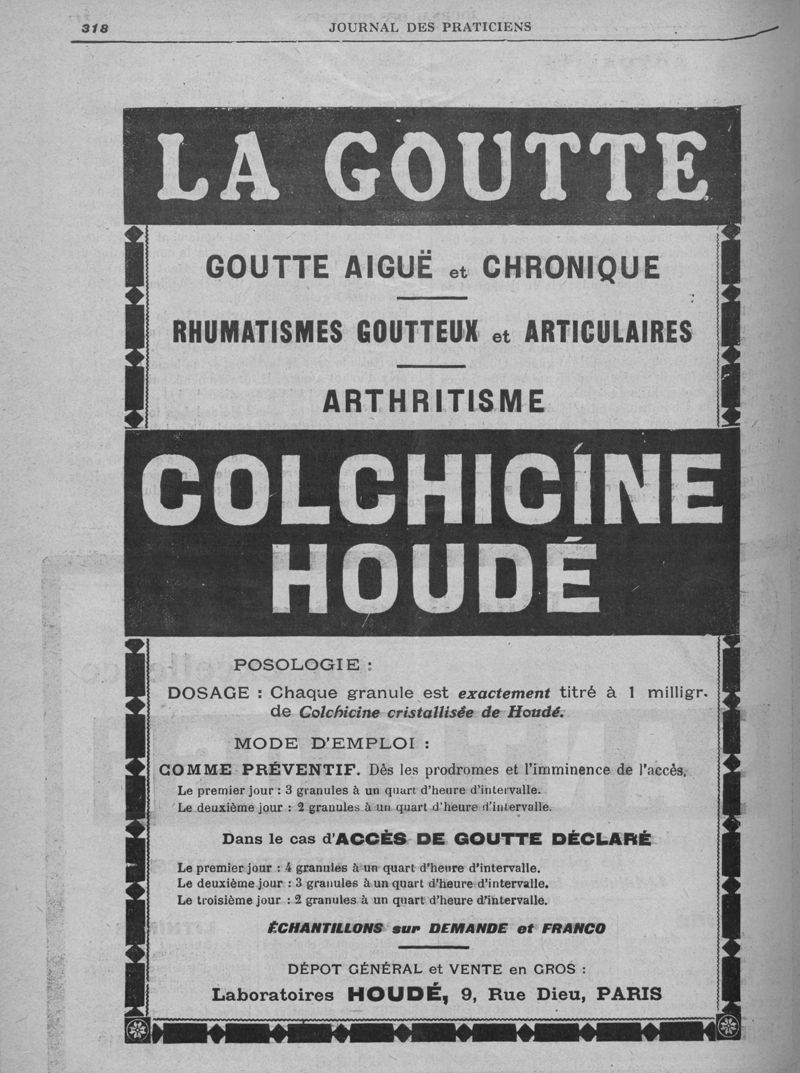 318
JOURNAL DES PRATICIENS
LA GOUTTE
GOUTTE AIGUË et CHRONIQUE
RHUMATISMES GOUTTEUX et ARTICULAIRES
ARTHRITISME
COLCHICINE
HOUDÉ
POSOLOGIE :
DOSAGE : Chaque granule est exactement titré à 1 milligr.
de Colchicine cristallisée de Houdé.
MODE D'EMPLOI :
COMME PRÉVENTIF. Dès les prodromes et l'imminence de l'accès.
Le premier jour : 3 granules à un quart d'heure d'intervalle.
Le deuxième jour : 2 granules à un quart d'heure d'intervalle.
Dans le cas d'ACCÈS DE GOUTTE DÉCLARÉ
Le premier jour : 4 granules à un quart d'heure d'intervalle.
Le deuxième jour : 3 granules à un quart d'heure d'intervalle.
Le troisième jour : 2 granules à un quart d'heure d'intervalle.
ÉCHANTILLONS sur DEMANDE et FRANCO
DÉPOT GÉNÉRAL et VENTE en GROS :
Laboratoires HOUDÉ, 9, Rue Dieu, PARIS